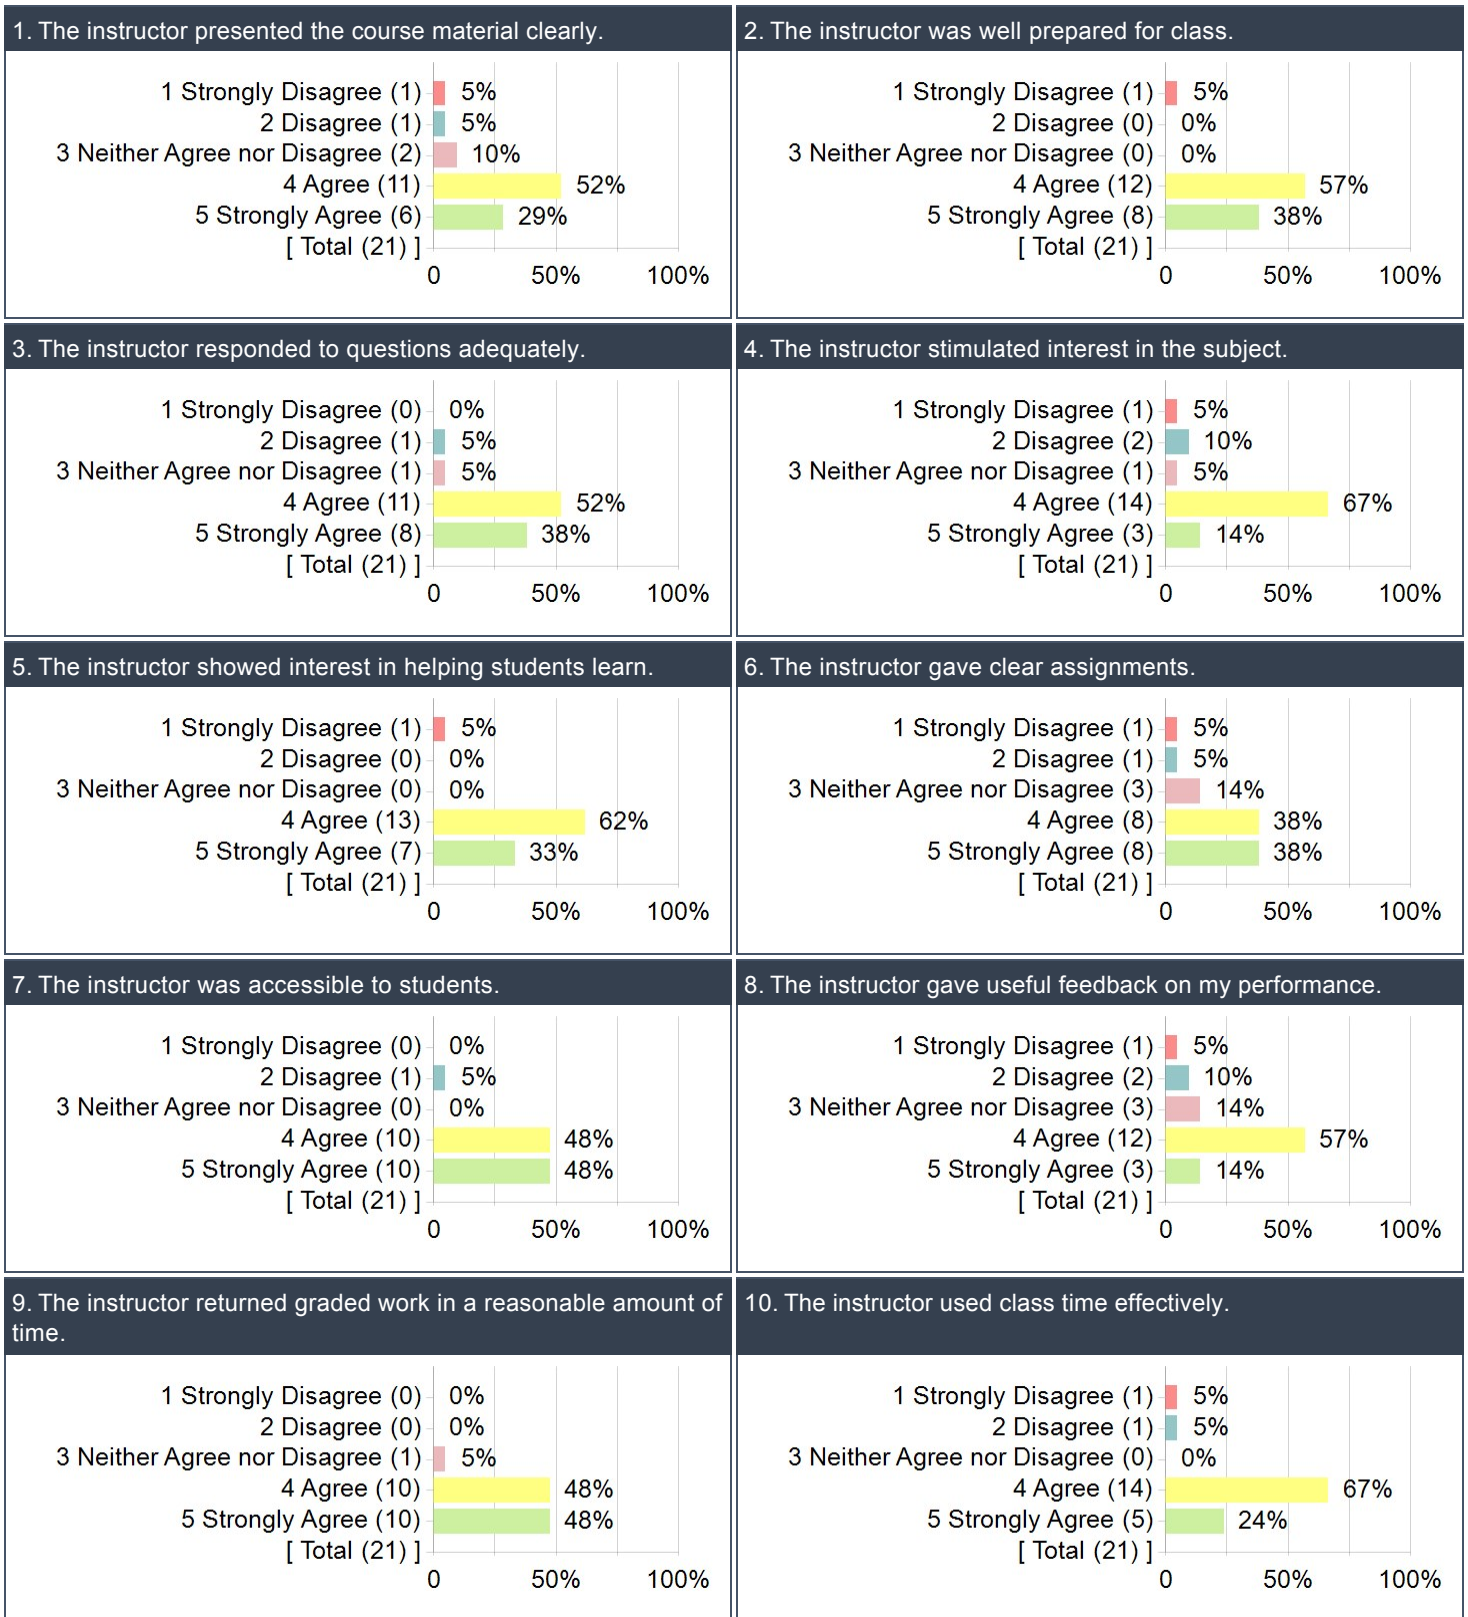 1. The instructor presented the course material clearly.
1 Strongly Disagree (1) 5%
2 Disagree (1) 5%
3 Neither Agree nor Disagree (2) 10%
4 Agree (11) 52%
5 Strongly Agree (6) 29%
[ Total (21) ]
0 50% 100%
2. The instructor was well prepared for class.
1 Strongly Disagree (1) 5%
2 Disagree (0) 0%
3 Neither Agree nor Disagree (0) 0%
4 Agree (12) 57%
5 Strongly Agree (8) 38%
[ Total (21) ]
0 50% 100%
3. The instructor responded to questions adequately.
1 Strongly Disagree (0) 0%
2 Disagree (1) 5%
3 Neither Agree nor Disagree (1) 5%
4 Agree (11) 52%
5 Strongly Agree (8) 38%
[ Total (21) ]
0 50% 100%
4. The instructor stimulated interest in the subject.
1 Strongly Disagree (1) 5%
2 Disagree (2) 10%
3 Neither Agree nor Disagree (1) 5%
4 Agree (14) 67%
5 Strongly Agree (3) 14%
[ Total (21) ]
0 50% 100%
5. The instructor showed interest in helping students learn.
1 Strongly Disagree (1) 5%
2 Disagree (0) 0%
3 Neither Agree nor Disagree (0) 0%
4 Agree (13) 62%
5 Strongly Agree (7) 33%
[ Total (21) ]
0 50% 100%
6. The instructor gave clear assignments.
1 Strongly Disagree (1) 5%
2 Disagree (1) 5%
3 Neither Agree nor Disagree (3) 14%
4 Agree (8) 38%
5 Strongly Agree (8) 38%
[ Total (21) ]
0 50% 100%
7. The instructor was accessible to students.
1 Strongly Disagree (0) 0%
2 Disagree (1) 5%
3 Neither Agree nor Disagree (0) 0%
4 Agree (10) 48%
5 Strongly Agree (10) 48%
[ Total (21) ]
0 50% 100%
8. The instructor gave useful feedback on my performance.
1 Strongly Disagree (1) 5%
2 Disagree (2) 10%
3 Neither Agree nor Disagree (3) 14%
4 Agree (12) 57%
5 Strongly Agree (3) 14%
[ Total (21) ]
0 50% 100%
9. The instructor returned graded work in a reasonable amount of
time.
1 Strongly Disagree (0) 0%
2 Disagree (0) 0%
3 Neither Agree nor Disagree (1) 5%
4 Agree (10) 48%
5 Strongly Agree (10) 48%
[ Total (21) ]
0 50% 100%
10. The instructor used class time effectively.
1 Strongly Disagree (1) 5%
2 Disagree (1) 5%
3 Neither Agree nor Disagree (0) 0%
4 Agree (14) 67%
5 Strongly Agree (5) 24%
[ Total (21) ]
0 50% 100%